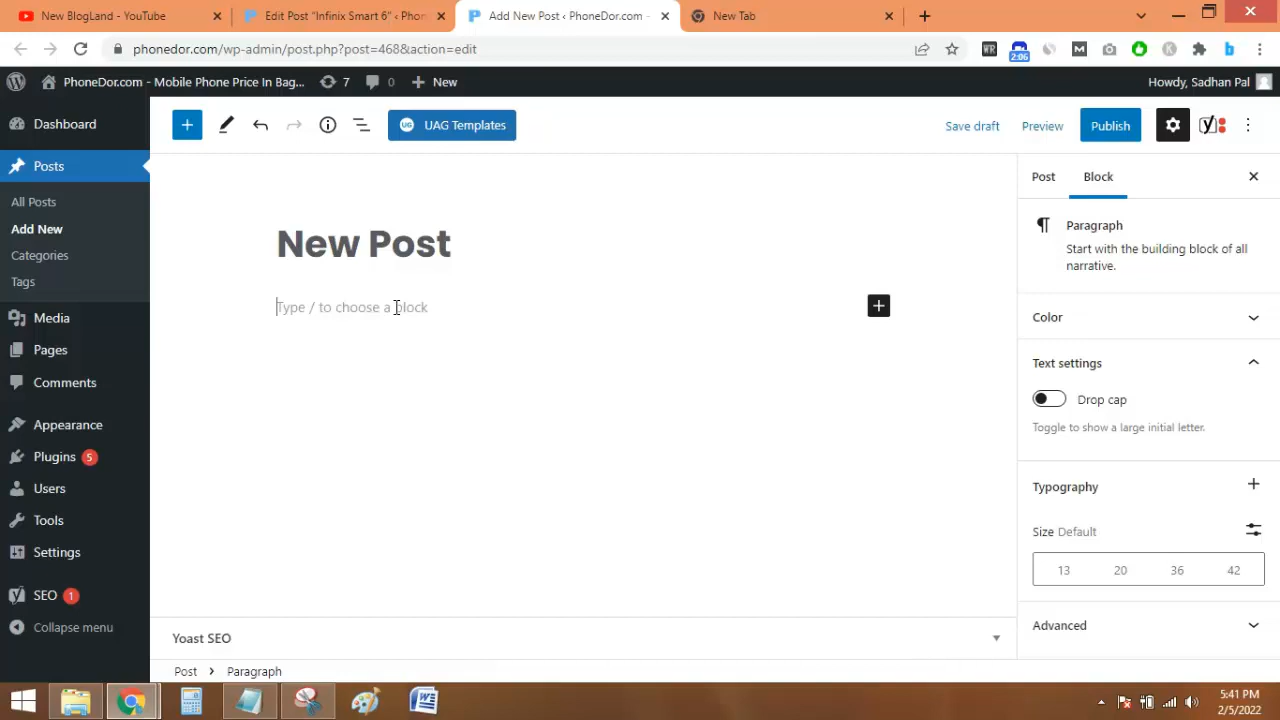 New BlogLand - YouTube
Edit Post “Infinix Smart 6” ‹ Phon
Add New Post ‹ PhoneDor.com -
New Tab
phonedor.com/wp-admin/post.php?post=468&action=edit
WR
2:06
M
K
b
PhoneDor.com - Mobile Phone Price In Bag...
7
0
New
Howdy, Sadhan Pal
Dashboard
Posts
All Posts
Add New
Categories
Tags
Media
Pages
Comments
Appearance
Plugins 5
Users
Tools
Settings
SEO 1
Collapse menu
UG UAG Templates
Save draft
Preview
Publish
New Post
Type / to choose a block
Yoast SEO
Post > Paragraph
Post
Block
Paragraph
Start with the building block of all
narrative.
Color
Text settings
Drop cap
Toggle to show a large initial letter.
Typography
Size Default
13 20 36 42
Advanced
5:41 PM
2/5/2022